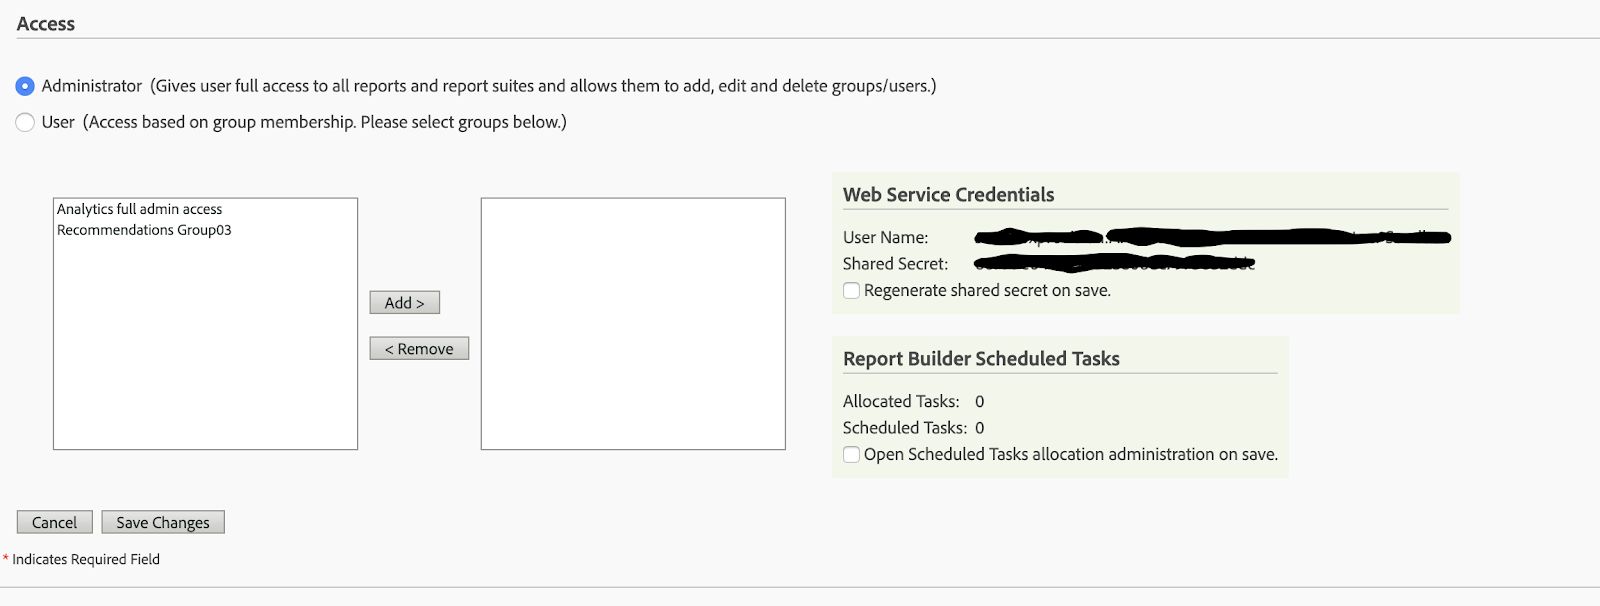 Access
Administrator (Gives user full access to all reports and report suites and allows them to add, edit and delete groups/users.)
User (Access based on group membership. Please select groups below.)
Analytics full admin access
Recommendations Group03
Add >
< Remove
Web Service Credentials
User Name:
Shared Secret:
Regenerate shared secret on save.
Report Builder Scheduled Tasks
Allocated Tasks: 0
Scheduled Tasks: 0
Open Scheduled Tasks allocation administration on save.
Cancel Save Changes
* Indicates Required Field